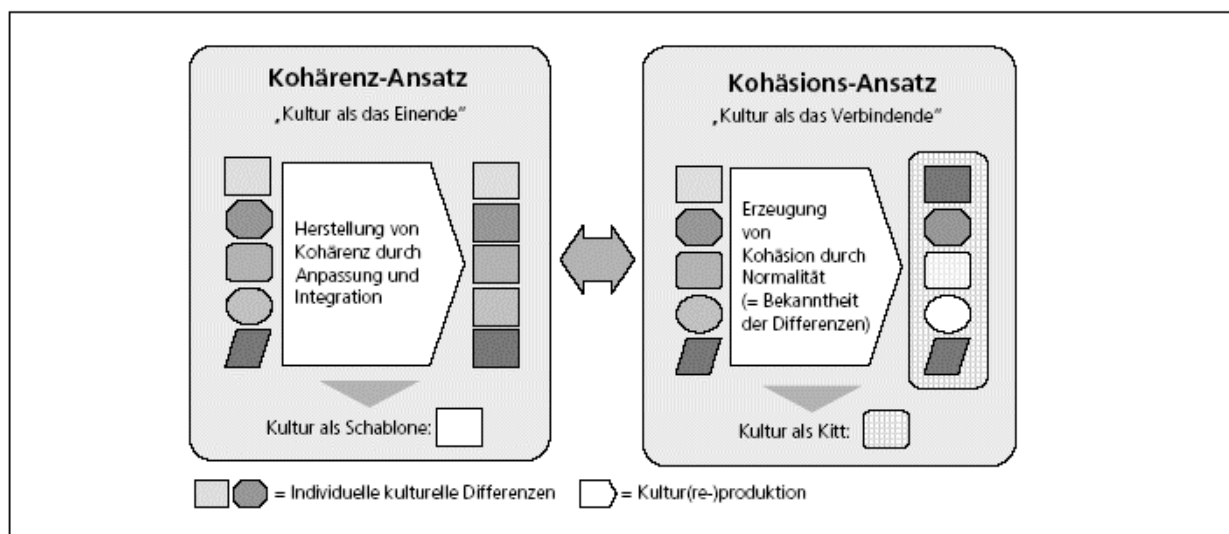 Kohärenz-Ansatz
„Kultur als das Einende“
Herstellung von
Kohärenz durch
Anpassung und
Integration
Kultur als Schablone:
Kohäsions-Ansatz
„Kultur als das Verbindende“
Erzeugung
von
Kohäsion durch
Normalität
(= Bekanntheit
der Differenzen)
Kultur als Kitt:
= Individuelle kulturelle Differenzen
= Kultur(re-)produktion